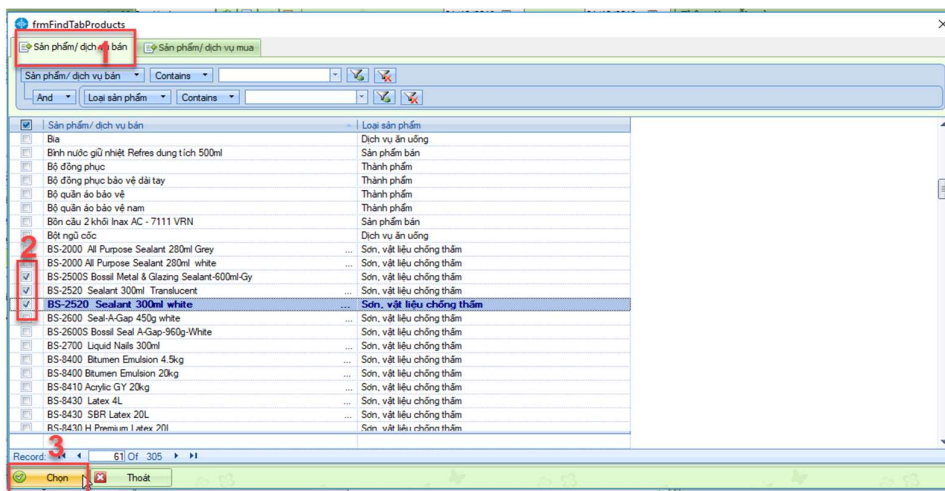 frmFindTabProducts
Sản phẩm/ dịch vụ bán Sản phẩm/ dịch vụ mua
1
Sản phẩm/ dịch vụ bán Contains
And Loại sản phẩm Contains
Sản phẩm/ dịch vụ bán Loại sản phẩm
Bia Dịch vụ ăn uống
Bình nước giữ nhiệt Refres dung tích 500ml Sản phẩm bán
Bộ đồng phục Thành phẩm
Bộ đồng phục bảo vệ dài tay Thành phẩm
Bộ quần áo bảo vệ Thành phẩm
Bộ quần áo bảo vệ nam Thành phẩm
Bồn cầu 2 khối Inax AC - 7111 VRN Sản phẩm bán
Bột ngũ cốc Dịch vụ ăn uống
2
BS-2000 All Purpose Sealant 280ml Grey ... Sơn, vật liệu chống thấm
BS-2000 All Purpose Sealant 280ml white ... Sơn, vật liệu chống thấm
BS-2500S Bossil Metal & Glazing Sealant-600ml-Gy Sơn, vật liệu chống thấm
BS-2520 Sealant 300ml Translucent ... Sơn, vật liệu chống thấm
BS-2520 Sealant 300ml white ... Sơn, vật liệu chống thấm
BS-2600 Seal-A-Gap 450g white ... Sơn, vật liệu chống thấm
BS-2600S Bossil Seal A-Gap-960g-White Sơn, vật liệu chống thấm
BS-2700 Liquid Nails 300ml ... Sơn, vật liệu chống thấm
BS-8400 Bitumen Emulsion 4.5kg ... Sơn, vật liệu chống thấm
BS-8400 Bitumen Emulsion 20kg ... Sơn, vật liệu chống thấm
BS-8410 Acrylic GY 20kg ... Sơn, vật liệu chống thấm
BS-8430 Latex 4L ... Sơn, vật liệu chống thấm
BS-8430 SBR Latex 20L ... Sơn, vật liệu chống thấm
BS-8430 H Premium Latex 20L Sơn, vật liệu chống thấm
3
Record: 61 Of 305
Chọn Thoát